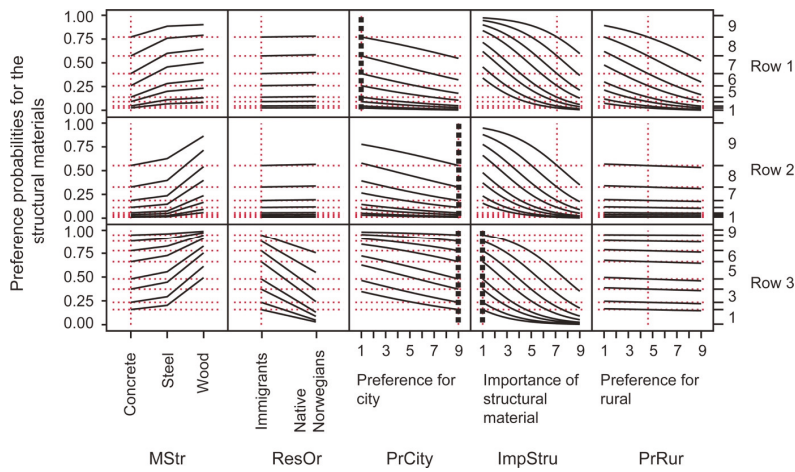 Preference probabilities for the
structural materials
1.00
0.75
0.50
0.25
0.00
9
8
7
6
5
1
Row 1
1.00
0.75
0.50
0.25
0.00
9
8
7
1
Row 2
1.00
0.75
0.50
0.25
0.00
9
6
5
3
1
Row 3
Concrete
Steel
Wood
Immigrants
Native
Norwegians
1 3 5 7 9
1 3 5 7 9
1 3 5 7 9
Preference for
city
Importance of
structural
material
Preference for
rural
MStr
ResOr
PrCity
ImpStru
PrRur